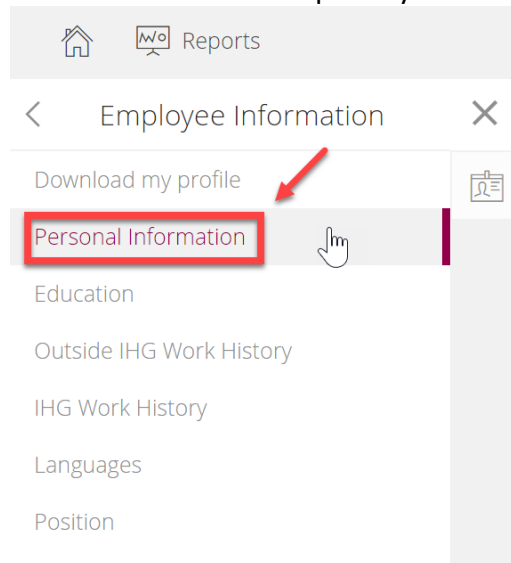 Reports
Employee Information
Download my profile
Personal Information
Education
Outside IHG Work History
IHG Work History
Languages
Position